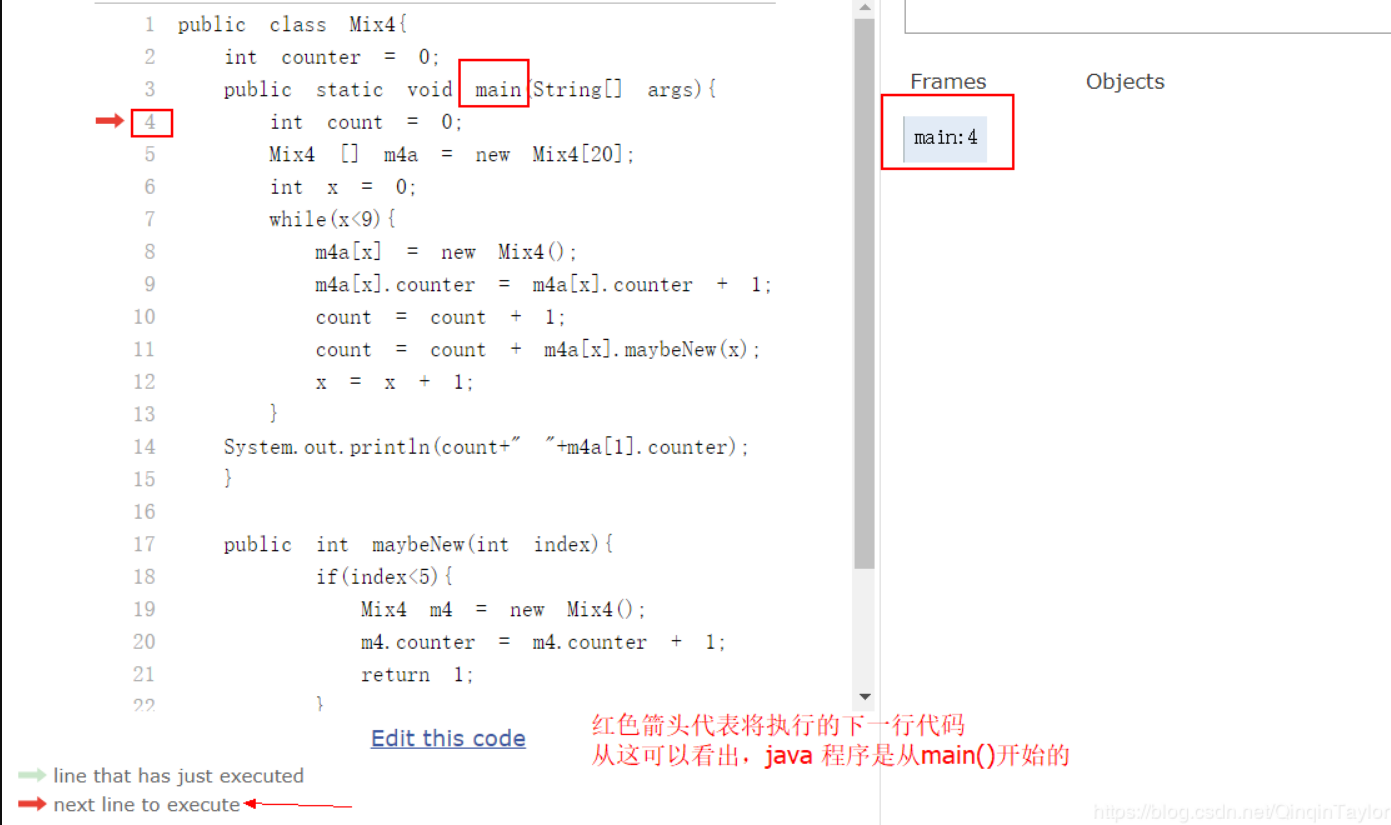 1 public class Mix4{
2 int counter = 0;
3 public static void main(String[] args){
4 int count = 0;
5 Mix4 [] m4a = new Mix4[20];
6 int x = 0;
7 while(x<9){
8 m4a[x] = new Mix4();
9 m4a[x].counter = m4a[x].counter + 1;
10 count = count + 1;
11 count = count + m4a[x].maybeNew(x);
12 x = x + 1;
13 }
14 System.out.println(count+" "+m4a[1].counter);
15 }
16
17 public int maybeNew(int index){
18 if(index<5){
19 Mix4 m4 = new Mix4();
20 m4.counter = m4.counter + 1;
21 return 1;
22 }
Edit this code
红色箭头代表将执行的下一行代码
从这可以看出，java 程序是从main()开始的
line that has just executed
next line to execute
Frames Objects
main:4
https://blog.csdn.net/QinqinTaylor